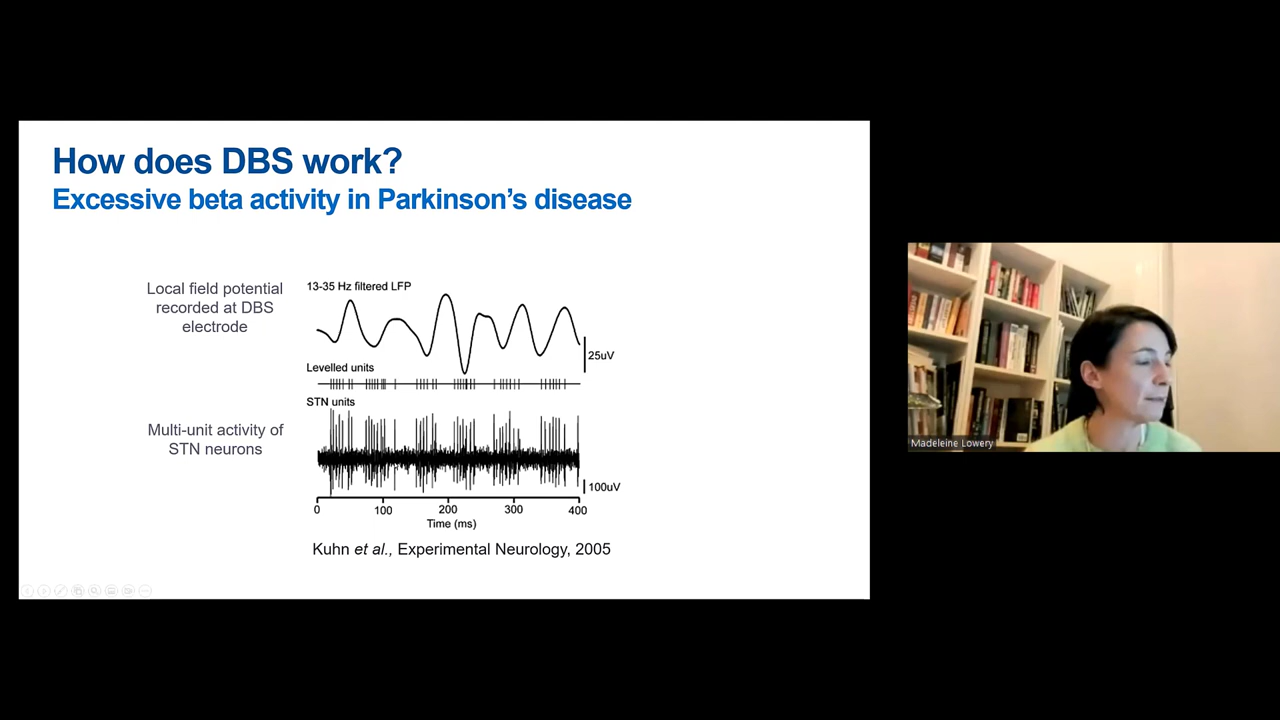 How does DBS work?
Excessive beta activity in Parkinson's disease
Local field potential
recorded at DBS
electrode
13-35 Hz filtered LFP
25uV
Levelled units
STN units
Multi-unit activity of
STN neurons
100uV
0 100 200 300 400
Time (ms)
Kuhn et al., Experimental Neurology, 2005
Madeleine Lowery